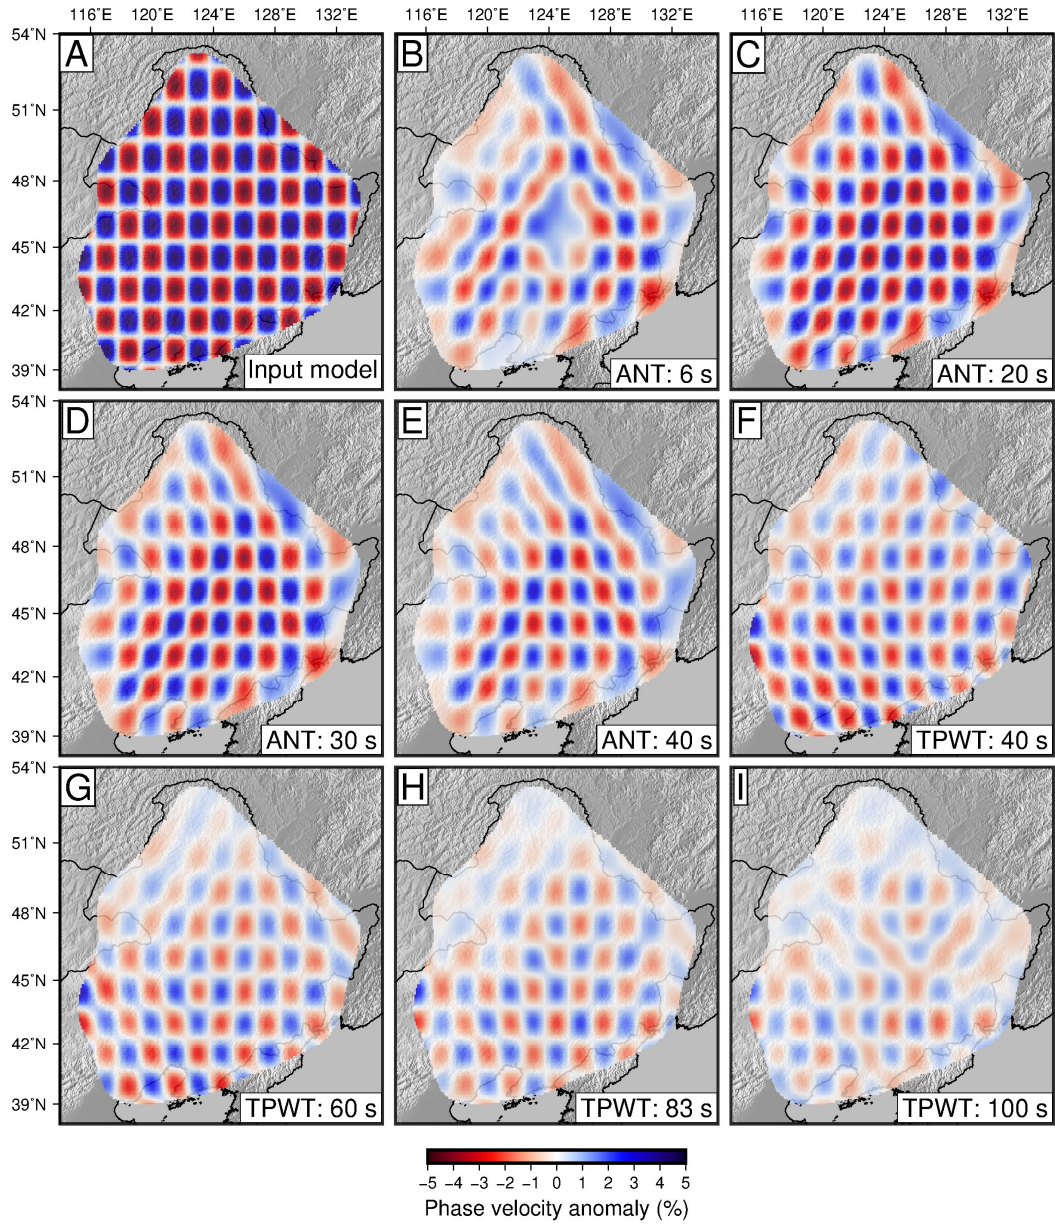 116°E 120°E 124°E 128°E 132°E 116°E 120°E 124°E 128°E 132°E 116°E 120°E 124°E 128°E 132°E
54°N
A B C
51°N
48°N
45°N
42°N
39°N
Input model ANT: 6 s ANT: 20 s
54°N
D E F
51°N
48°N
45°N
42°N
39°N
ANT: 30 s ANT: 40 s TPWT: 40 s
54°N
G H I
51°N
48°N
45°N
42°N
39°N
TPWT: 60 s TPWT: 83 s TPWT: 100 s
−5 −4 −3 −2 −1 0 1 2 3 4 5
Phase velocity anomaly (%)